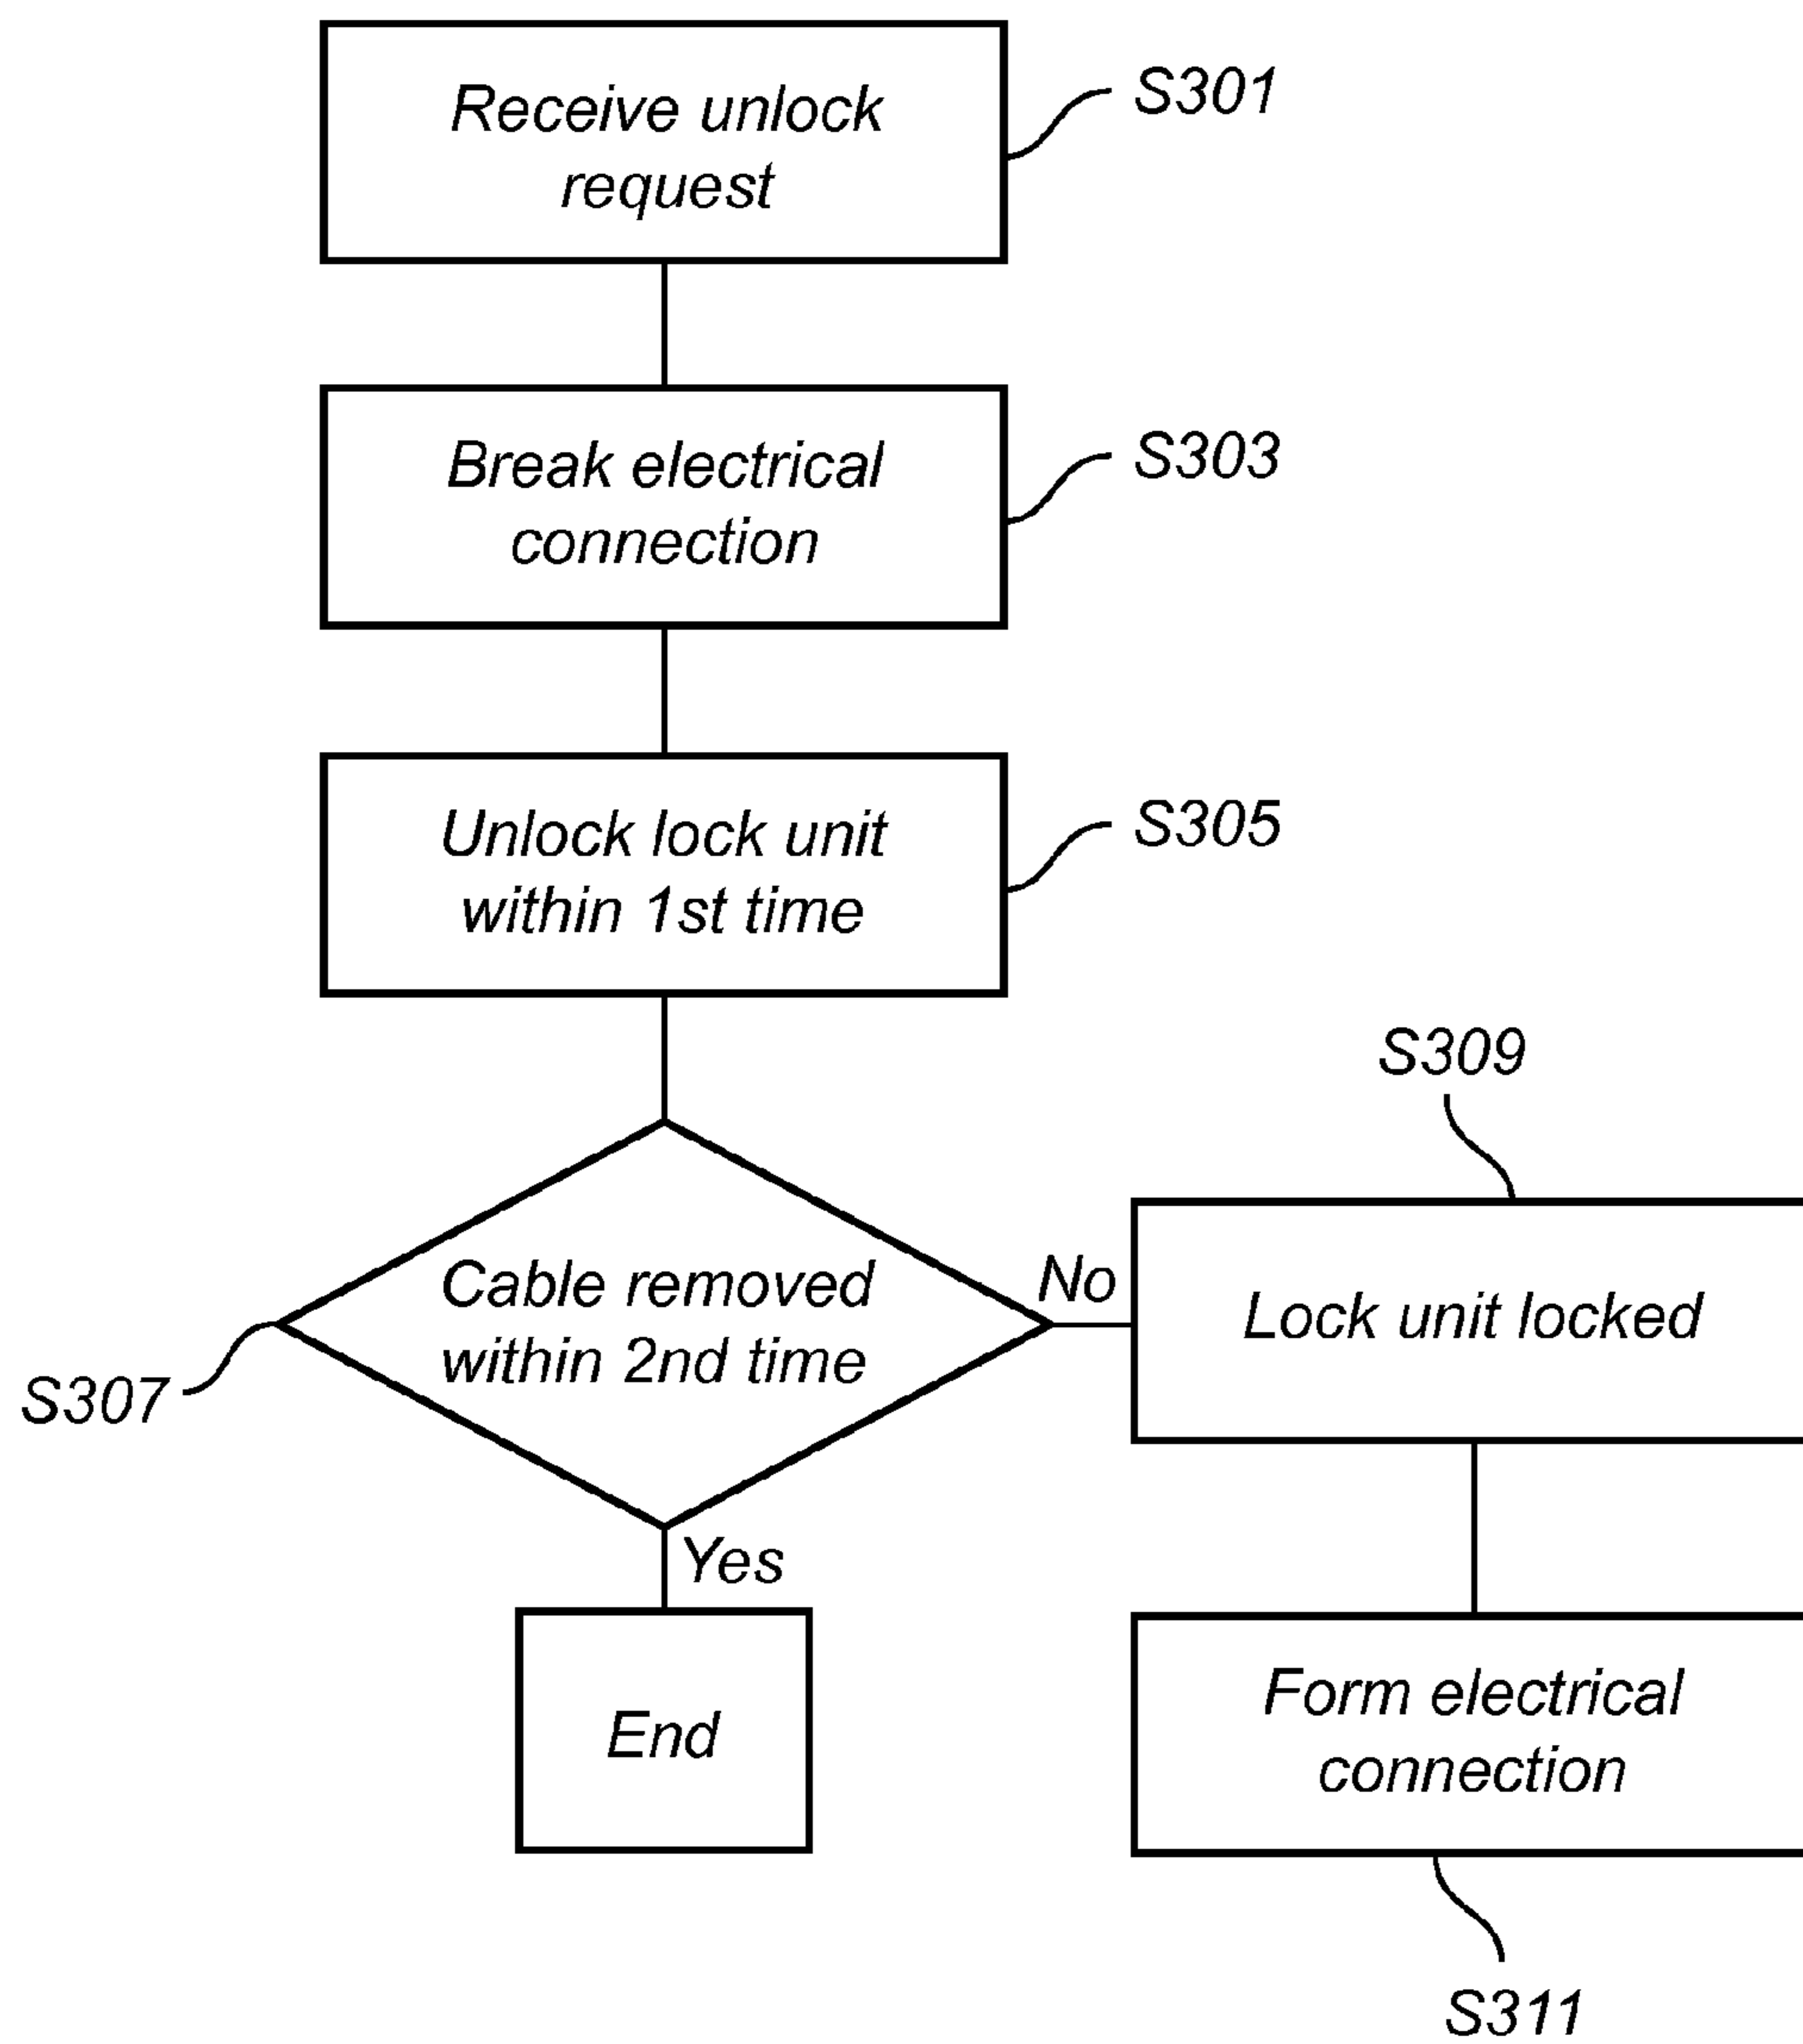 Receive unlock
request
S301
Break electrical
connection
S303
Unlock lock unit
within 1st time
S305
S309
Cable removed
within 2nd time
No
Lock unit locked
S307
Yes
End
Form electrical
connection
S311